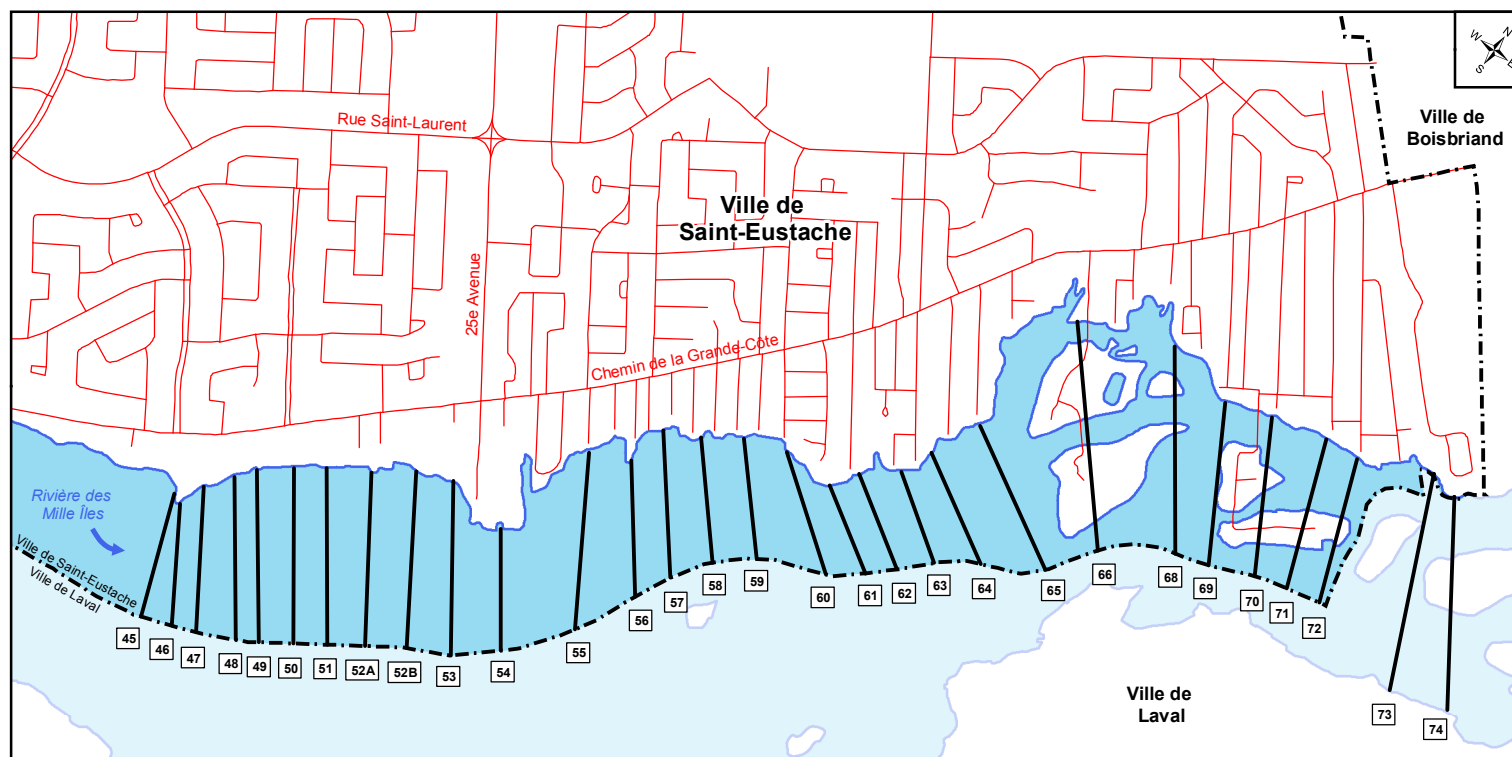 N
W
E
S
Ville de
Boisbriand
Rue Saint-Laurent
Ville de
Saint-Eustache
25e Avenue
Chemin de la Grande-Côte
Rivière des
Mille Îles
Ville de Saint-Eustache
Ville de Laval
45
46
47
48
49
50
51
52A
52B
53
54
55
56
57
58
59
60
61
62
63
64
65
66
68
69
70
71
72
73
74
Ville de
Laval